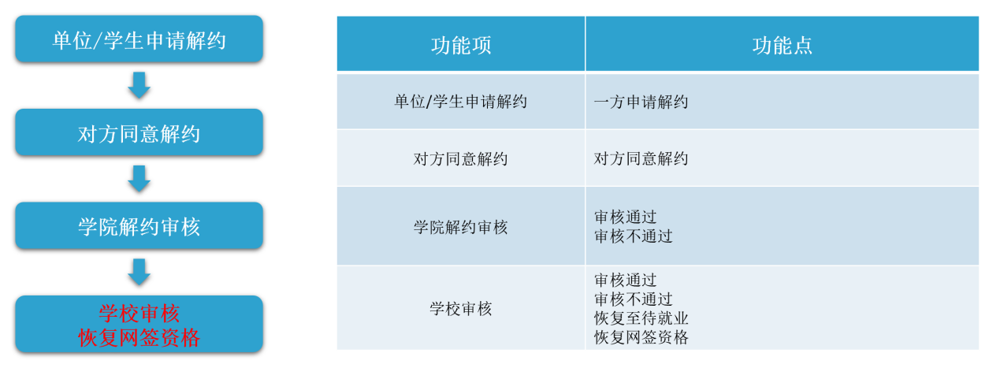 单位/学生申请解约
对方同意解约
学院解约审核
学校审核
恢复网签资格
功能项
功能点
单位/学生申请解约
一方申请解约
对方同意解约
对方同意解约
学院解约审核
审核通过
审核不通过
学校审核
审核通过
审核不通过
恢复至待就业
恢复网签资格